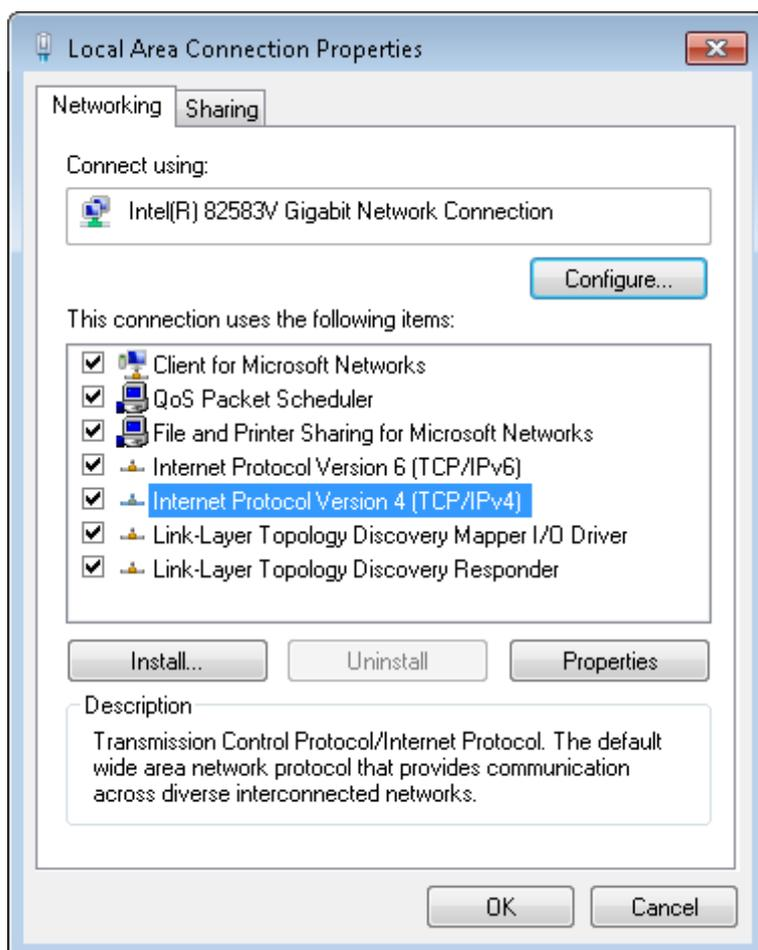 Local Area Connection Properties
Networking
Sharing
Connect using:
Intel(R) 82583V Gigabit Network Connection
Configure...
This connection uses the following items:
Client for Microsoft Networks
QoS Packet Scheduler
File and Printer Sharing for Microsoft Networks
Internet Protocol Version 6 (TCP/IPv6)
Internet Protocol Version 4 (TCP/IPv4)
Link-Layer Topology Discovery Mapper I/O Driver
Link-Layer Topology Discovery Responder
Install...
Uninstall
Properties
Description
Transmission Control Protocol/Internet Protocol. The default
wide area network protocol that provides communication
across diverse interconnected networks.
OK
Cancel